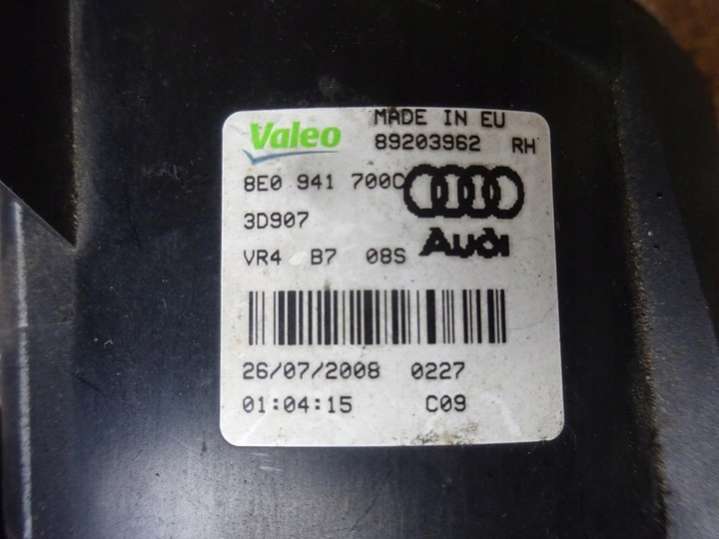 Valeo MADE IN EU
89203962 RH
8E0 941 700C
3D907 Audi
VR4 B7 08S
26/07/2008 0227
01:04:15 C09